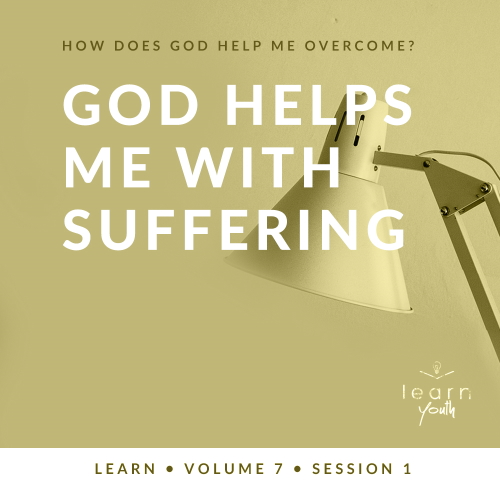 HOW DOES GOD HELP ME OVERCOME?
GOD HELPS
ME WITH
SUFFERING
learn
youth
LEARN • VOLUME 7 • SESSION 1